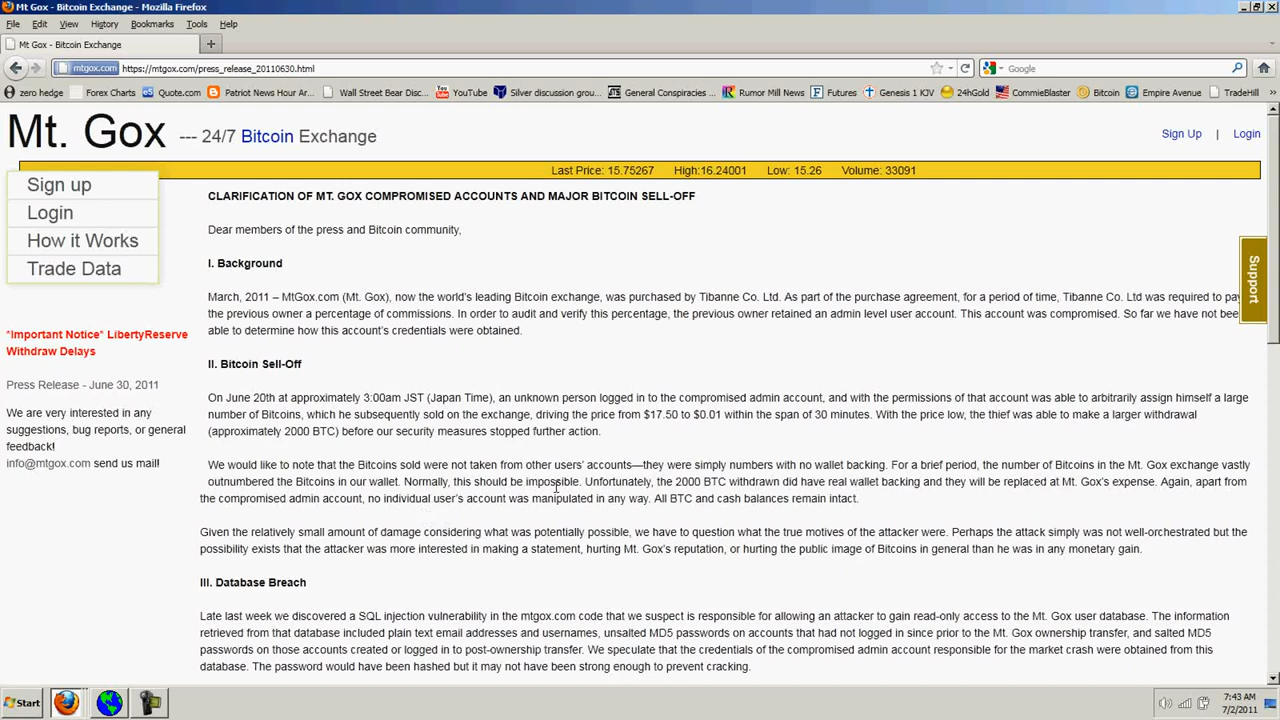 Mt Gox - Bitcoin Exchange - Mozilla Firefox
File Edit View History Bookmarks Tools Help
Mt Gox - Bitcoin Exchange
mtgox.com https://mtgox.com/press_release_20110630.html Google
zero hedge Forex Charts Quote.com Patriot News Hour Ar... Wall Street Bear Disc... YouTube Silver discussion grou... General Conspiracies ... Rumor Mill News Futures Genesis 1 KJV 24hGold CommieBlaster Bitcoin Empire Avenue TradeHill
Mt. Gox --- 24/7 Bitcoin Exchange
Sign Up | Login
Last Price: 15.75267 High:16.24001 Low: 15.26 Volume: 33091
Sign up
Login
How it Works
Trade Data
*Important Notice* LibertyReserve
Withdraw Delays
Press Release - June 30, 2011
We are very interested in any
suggestions, bug reports, or general
feedback!
info@mtgox.com send us mail!
CLARIFICATION OF MT. GOX COMPROMISED ACCOUNTS AND MAJOR BITCOIN SELL-OFF
Dear members of the press and Bitcoin community,
I. Background
March, 2011 – MtGox.com (Mt. Gox), now the world's leading Bitcoin exchange, was purchased by Tibanne Co. Ltd. As part of the purchase agreement, for a period of time, Tibanne Co. Ltd was required to pay
the previous owner a percentage of commissions. In order to audit and verify this percentage, the previous owner retained an admin level user account. This account was compromised. So far we have not bee
able to determine how this account's credentials were obtained.
II. Bitcoin Sell-Off
On June 20th at approximately 3:00am JST (Japan Time), an unknown person logged in to the compromised admin account, and with the permissions of that account was able to arbitrarily assign himself a large
number of Bitcoins, which he subsequently sold on the exchange, driving the price from $17.50 to $0.01 within the span of 30 minutes. With the price low, the thief was able to make a larger withdrawal
(approximately 2000 BTC) before our security measures stopped further action.
We would like to note that the Bitcoins sold were not taken from other users' accounts—they were simply numbers with no wallet backing. For a brief period, the number of Bitcoins in the Mt. Gox exchange vastly
outnumbered the Bitcoins in our wallet. Normally, this should be impossible. Unfortunately, the 2000 BTC withdrawn did have real wallet backing and they will be replaced at Mt. Gox's expense. Again, apart from
the compromised admin account, no individual user's account was manipulated in any way. All BTC and cash balances remain intact.
Given the relatively small amount of damage considering what was potentially possible, we have to question what the true motives of the attacker were. Perhaps the attack simply was not well-orchestrated but the
possibility exists that the attacker was more interested in making a statement, hurting Mt. Gox's reputation, or hurting the public image of Bitcoins in general than he was in any monetary gain.
III. Database Breach
Late last week we discovered a SQL injection vulnerability in the mtgox.com code that we suspect is responsible for allowing an attacker to gain read-only access to the Mt. Gox user database. The information
retrieved from that database included plain text email addresses and usernames, unsalted MD5 passwords on accounts that had not logged in since prior to the Mt. Gox ownership transfer, and salted MD5
passwords on those accounts created or logged in to post-ownership transfer. We speculate that the credentials of the compromised admin account responsible for the market crash were obtained from this
database. The password would have been hashed but it may not have been strong enough to prevent cracking.
Support
Start
7:43 AM
7/2/2011